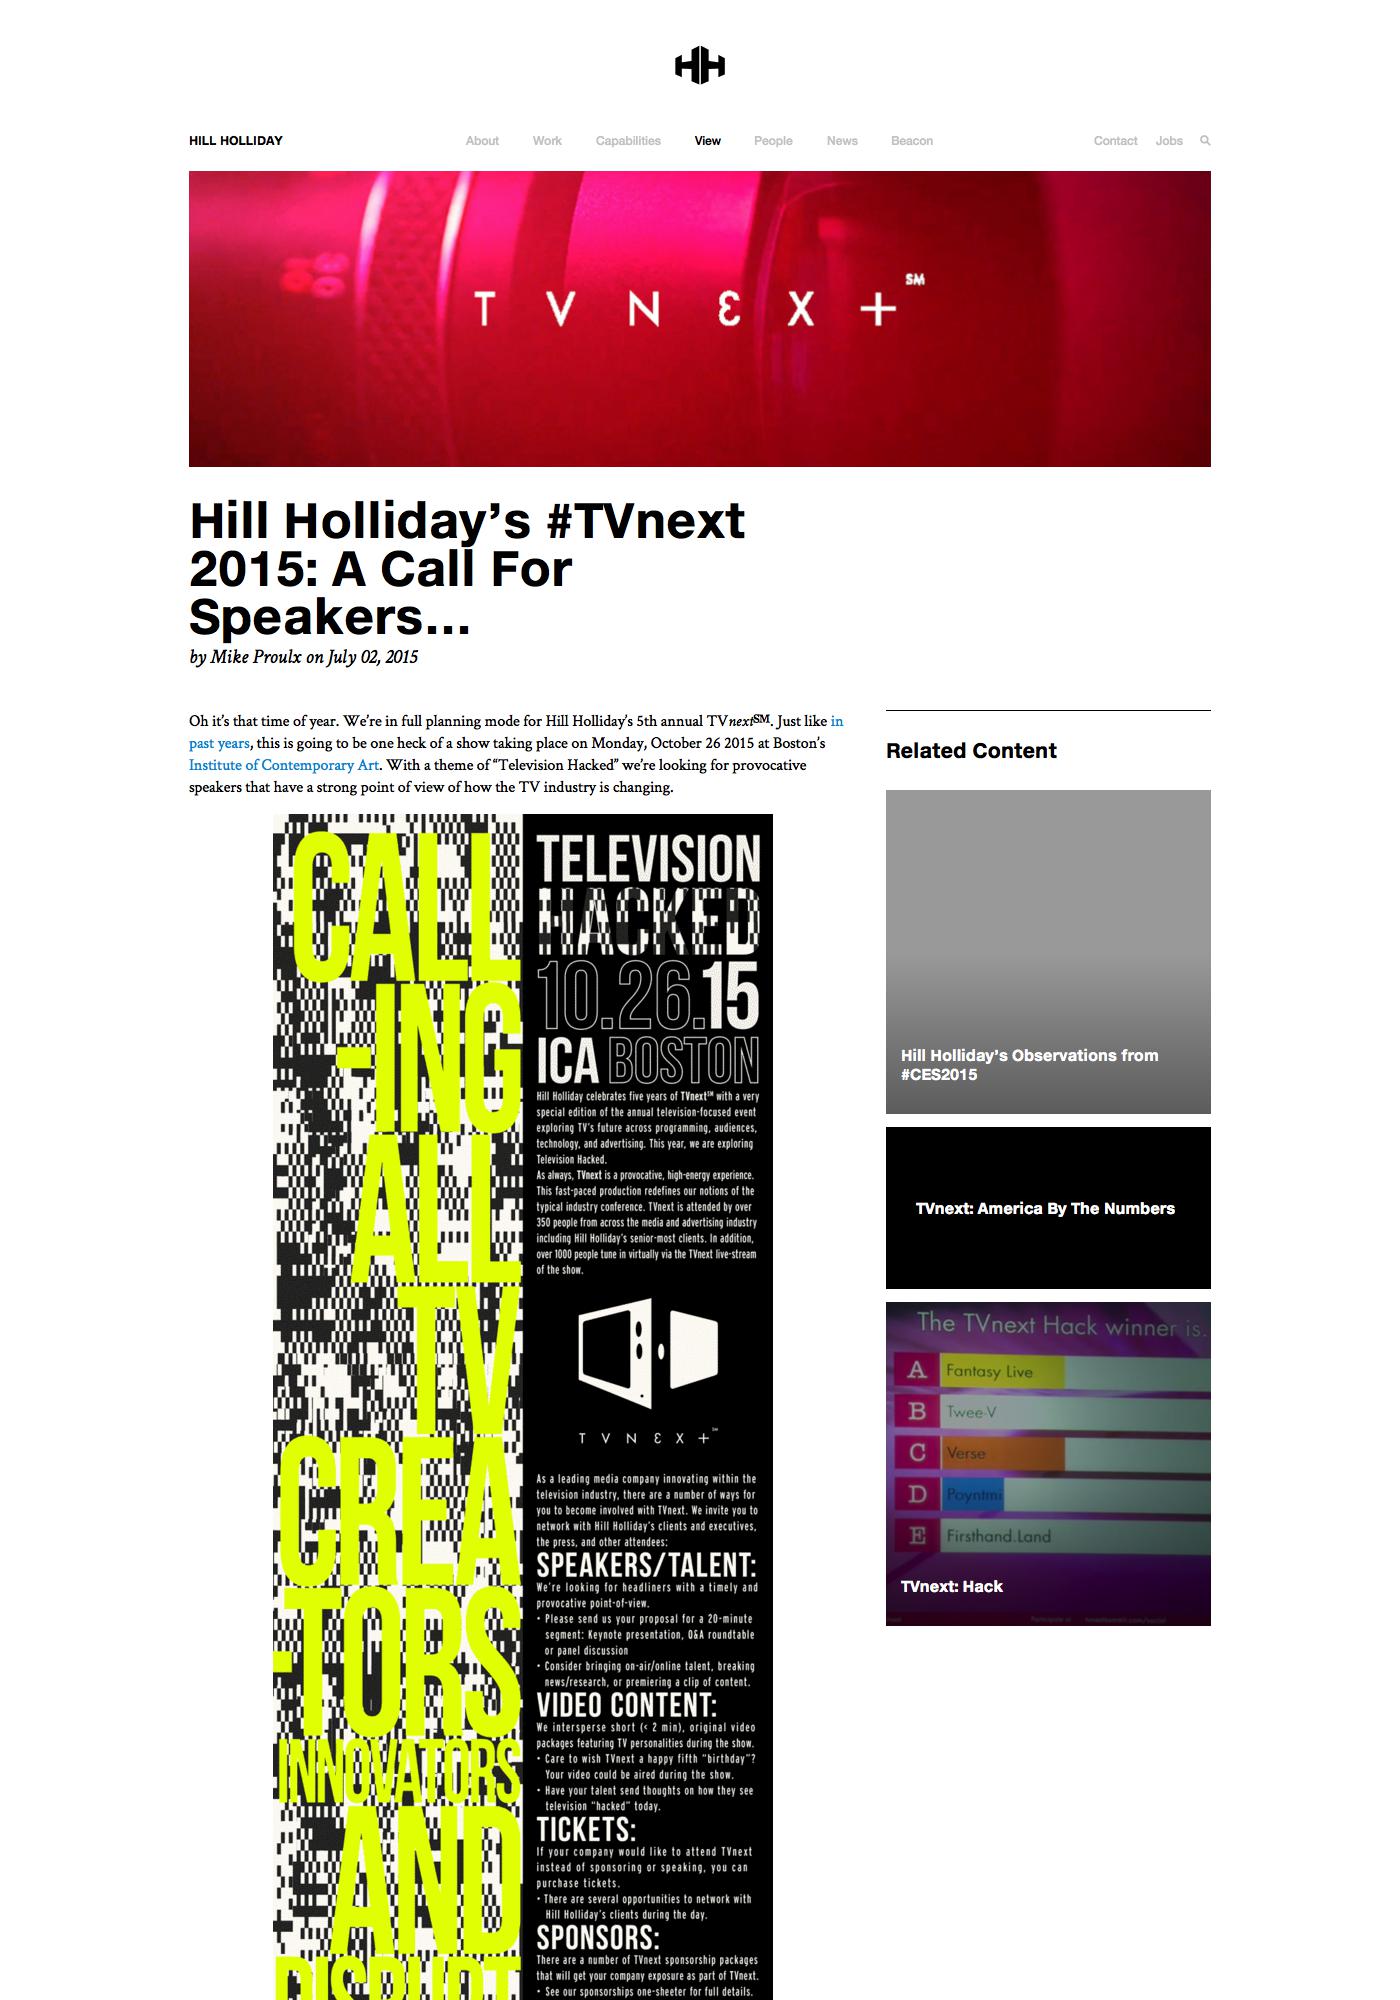 HH
HILL HOLLIDAY
About Work Capabilities View People News Beacon
Contact Jobs
T V N Ɛ X + SM
Hill Holliday’s #TVnext
2015: A Call For
Speakers…
by Mike Proulx on July 02, 2015
Oh it’s that time of year. We’re in full planning mode for Hill Holliday’s 5th annual TVnext℠. Just like in
past years, this is going to be one heck of a show taking place on Monday, October 26 2015 at Boston’s
Institute of Contemporary Art. With a theme of “Television Hacked” we’re looking for provocative
speakers that have a strong point of view of how the TV industry is changing.
CALL
-ING
ALL
TV
CREA
-TORS
INNOVATORS
AND
DISRUPT
TELEVISION
HACKED
10.26.15
ICA BOSTON
Hill Holliday celebrates five years of TVnext℠ with a very
special edition of the annual television-focused event
exploring TV’s future across programming, audiences,
technology, and advertising. This year, we are exploring
Television Hacked.
As always, TVnext is a provocative, high-energy experience.
This fast-paced production redefines our notions of the
typical industry conference. TVnext is attended by over
350 people from across the media and advertising industry
including Hill Holliday’s senior-most clients. In addition,
over 1000 people tune in virtually via the TVnext live-stream
of the show.
T V N Ɛ X + SM
As a leading media company innovating within the
television industry, there are a number of ways for
you to become involved with TVnext. We invite you to
network with Hill Holliday’s clients and executives,
the press, and other attendees:
SPEAKERS/TALENT:
We’re looking for headliners with a timely and
provocative point-of-view.
• Please send us your proposal for a 20-minute
segment: Keynote presentation, Q&A roundtable
or panel discussion
• Consider bringing on-air/online talent, breaking
news/research, or premiering a clip of content.
VIDEO CONTENT:
We intersperse short (< 2 min), original video
packages featuring TV personalities during the show.
• Care to wish TVnext a happy fifth “birthday”?
Your video could be aired during the show.
• Have your talent send thoughts on how they see
television “hacked” today.
TICKETS:
If your company would like to attend TVnext
instead of sponsoring or speaking, you can
purchase tickets.
• There are several opportunities to network with
Hill Holliday’s clients during the day.
SPONSORS:
There are a number of TVnext sponsorship packages
that will get your company exposure as part of TVnext.
• See our sponsorships one-sheeter for full details.
Related Content
Hill Holliday’s Observations from
#CES2015
TVnext: America By The Numbers
The TVnext Hack winner is.
A Fantasy Live
B Twee-V
C Verse
D Poyntmi
E Firsthand.Land
TVnext: Hack